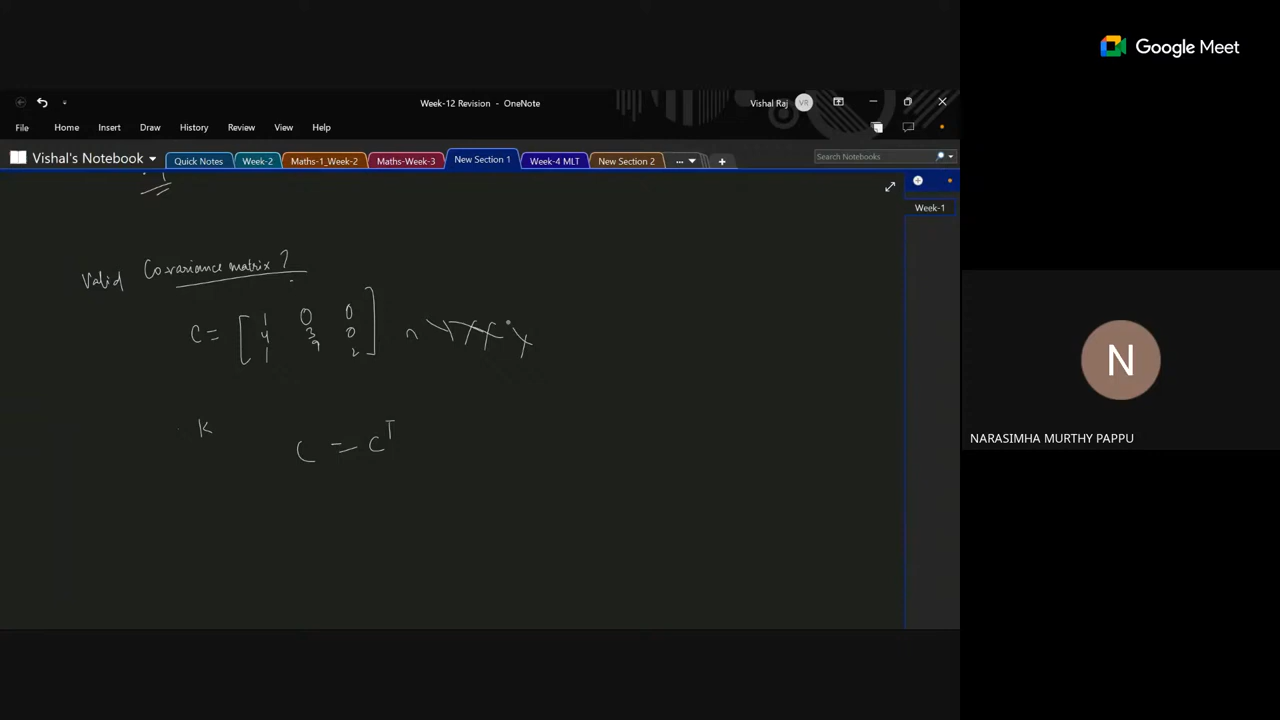 Google Meet
Week-12 Revision - OneNote
Vishal Raj VR
File Home Insert Draw History Review View Help
Vishal's Notebook Quick Notes Week-2 Maths-1_Week-2 Maths-Week-3 New Section 1 Week-4 MLT New Section 2 ... + Search Notebooks
Week-1
Valid Covariance matrix ?
1 0 0
C = 4 3 0
1 9 2
K
C = C^T
N
NARASIMHA MURTHY PAPPU